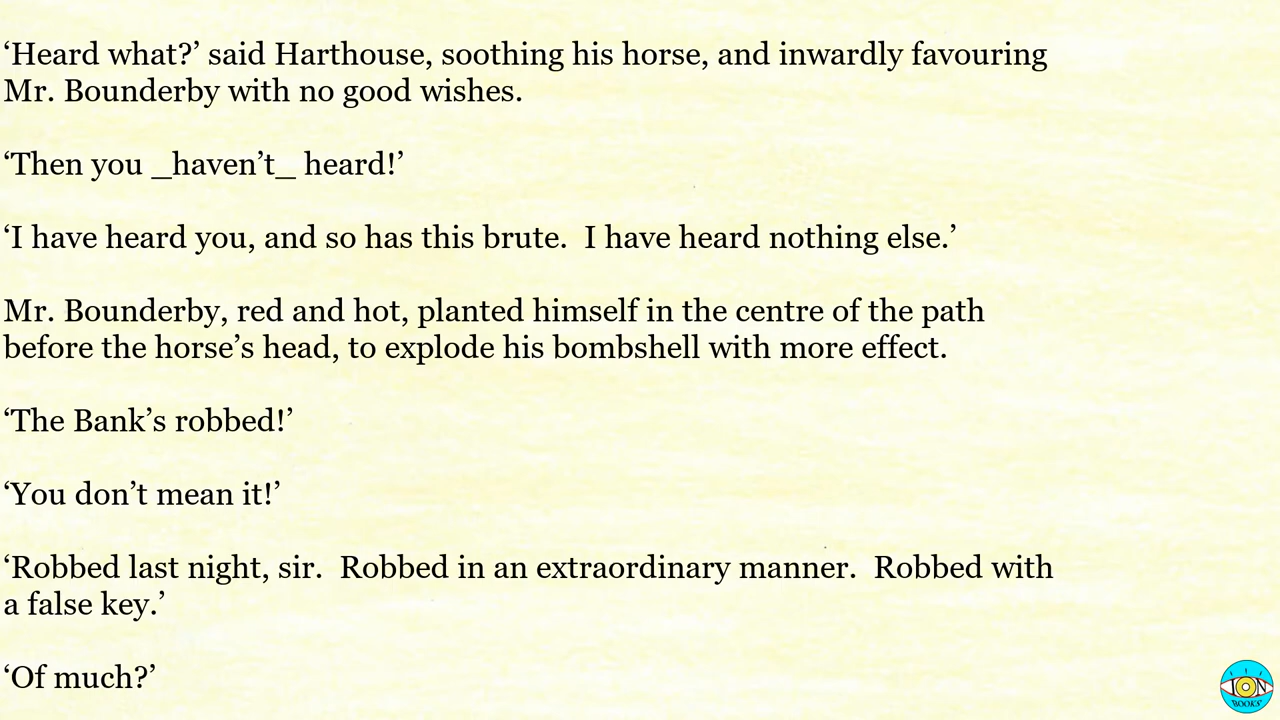 ‘Heard what?’ said Harthouse, soothing his horse, and inwardly favouring
Mr. Bounderby with no good wishes.
‘Then you _haven’t_ heard!’
‘I have heard you, and so has this brute.  I have heard nothing else.’
Mr. Bounderby, red and hot, planted himself in the centre of the path
before the horse’s head, to explode his bombshell with more effect.
‘The Bank’s robbed!’
‘You don’t mean it!’
‘Robbed last night, sir.  Robbed in an extraordinary manner.  Robbed with
a false key.’
‘Of much?’
ION
BOOKS